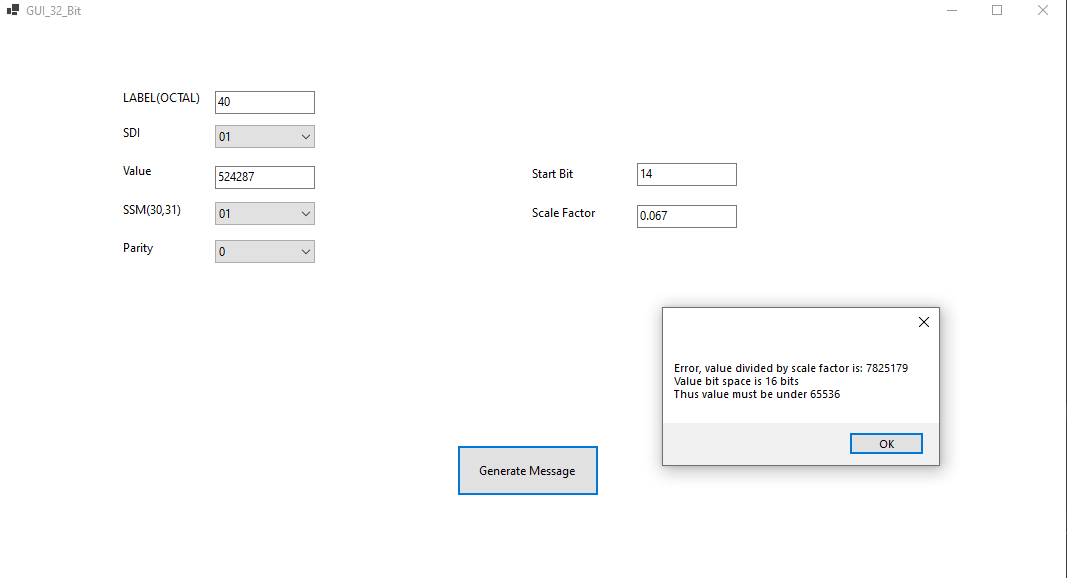 GUI_32_Bit
LABEL(OCTAL) 40
SDI 01
Value 524287
SSM(30,31) 01
Parity 0
Start Bit 14
Scale Factor 0.067
Error, value divided by scale factor is: 7825179
Value bit space is 16 bits
Thus value must be under 65536
OK
Generate Message